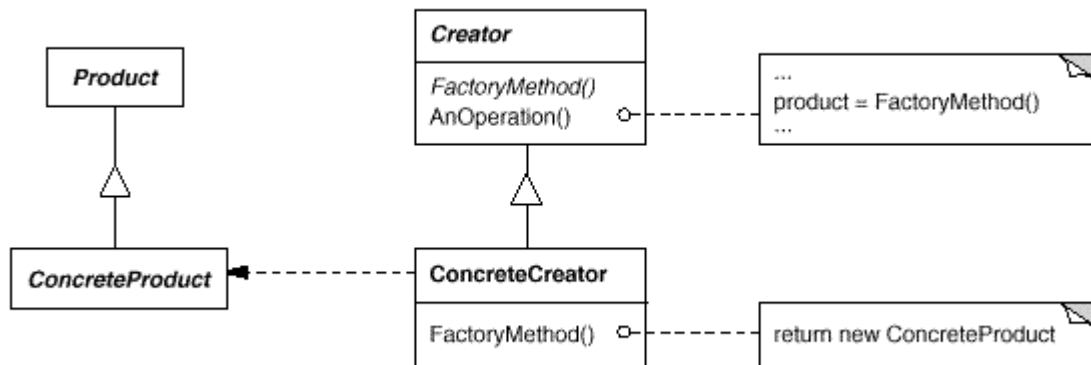 Product
ConcreteProduct
Creator
FactoryMethod()
AnOperation()
...
product = FactoryMethod()
...
ConcreteCreator
FactoryMethod()
return new ConcreteProduct